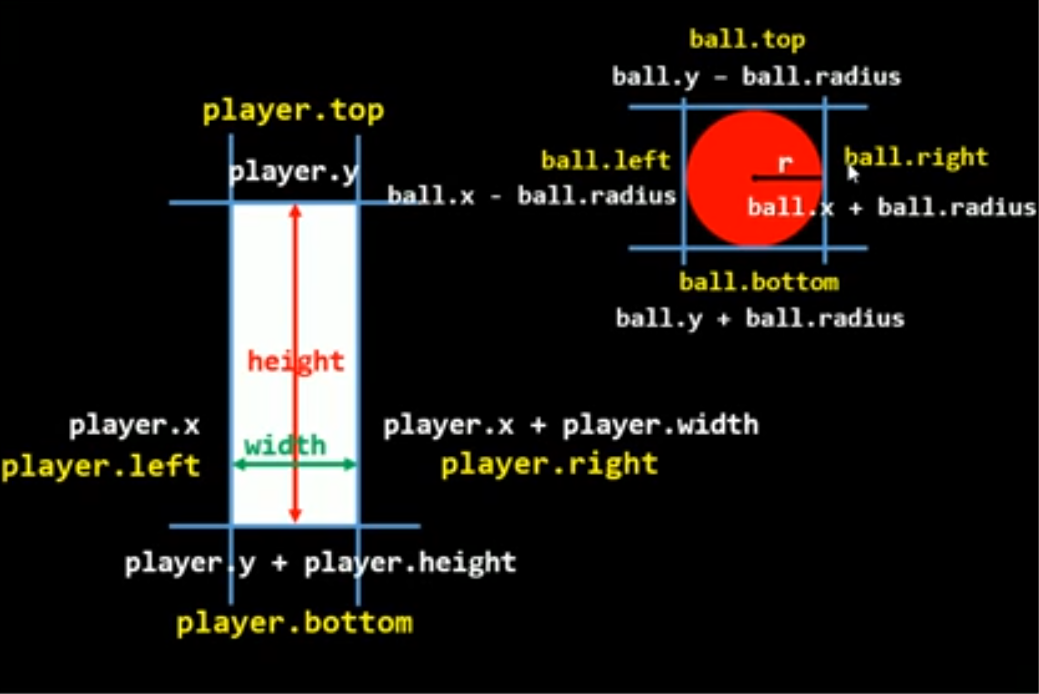 ball.top
ball.y - ball.radius
player.top
player.y
ball.left
ball.x - ball.radius
r
ball.right
ball.x + ball.radius
ball.bottom
ball.y + ball.radius
height
player.x
player.left
width
player.x + player.width
player.right
player.y + player.height
player.bottom